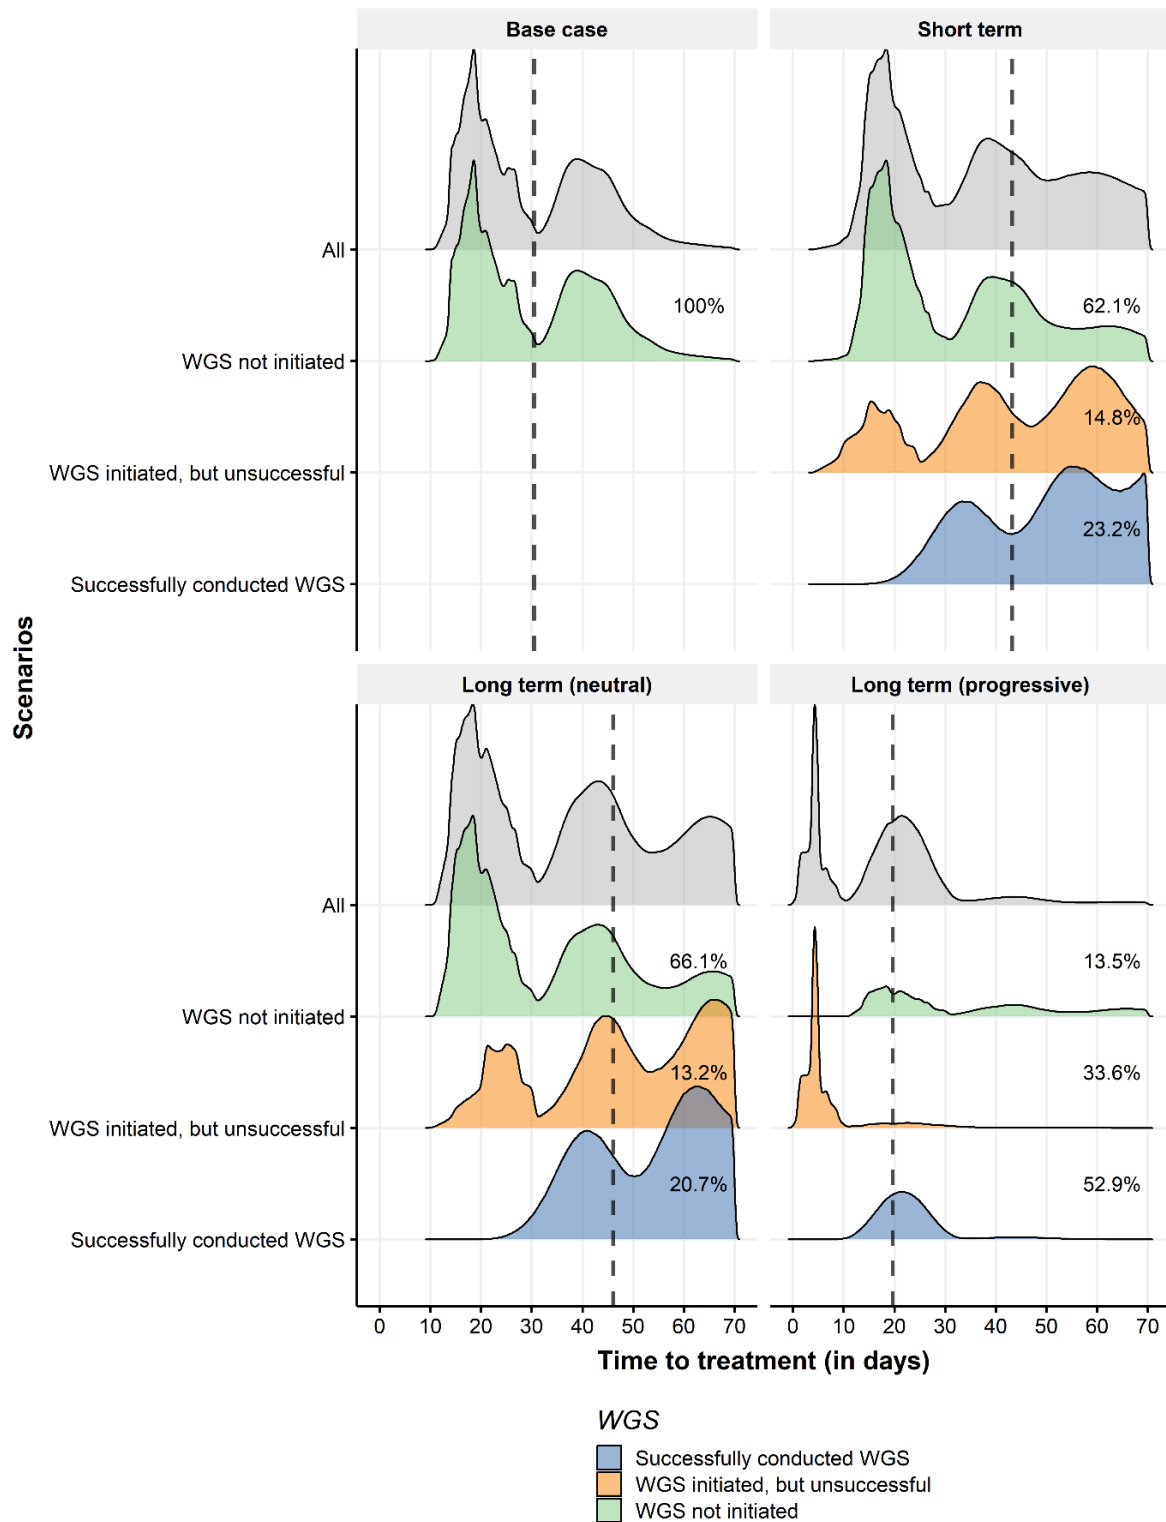 Base case
Short term
All
WGS not initiated
100%
62.1%
WGS initiated, but unsuccessful
14.8%
Successfully conducted WGS
23.2%
Scenarios
Long term (neutral)
Long term (progressive)
All
WGS not initiated
66.1%
13.5%
WGS initiated, but unsuccessful
13.2%
33.6%
Successfully conducted WGS
20.7%
52.9%
0 10 20 30 40 50 60 70
0 10 20 30 40 50 60 70
Time to treatment (in days)
WGS
Successfully conducted WGS
WGS initiated, but unsuccessful
WGS not initiated